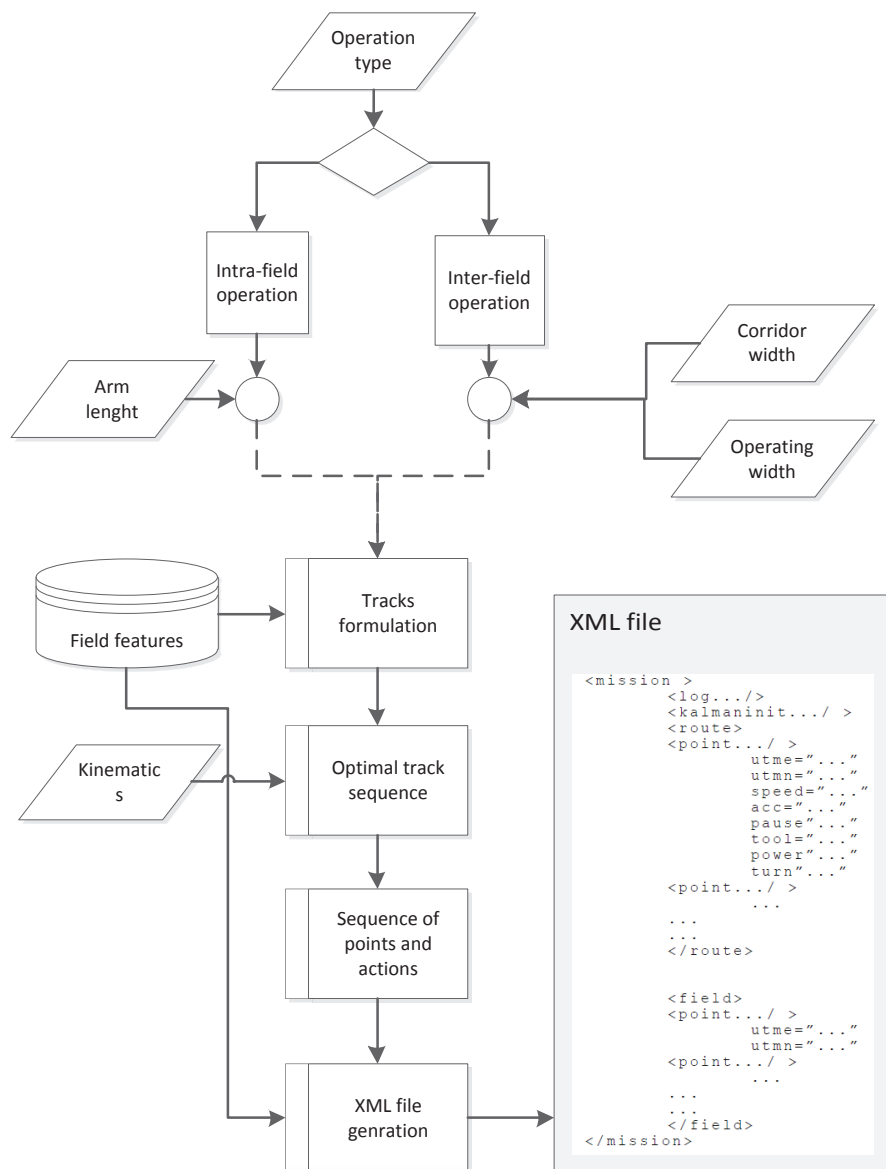 Operation
type
Intra-field
operation
Inter-field
operation
Corridor
width
Arm
lenght
Operating
width
Tracks
formulation
Field features
Kinematic
s
Optimal track
sequence
Sequence of
points and
actions
XML file
genration
XML file
<mission >
<log.../>
<kalmaninit.../ >
<route>
<point.../ >
utme="..."
utmn="..."
speed="..."
acc="..."
pause"..."
tool="..."
power"..."
turn"..."
<point.../ >
...
...
...
</route>
<field>
<point.../ >
utme="..."
utmn="..."
<point.../ >
...
...
...
</field>
</mission>